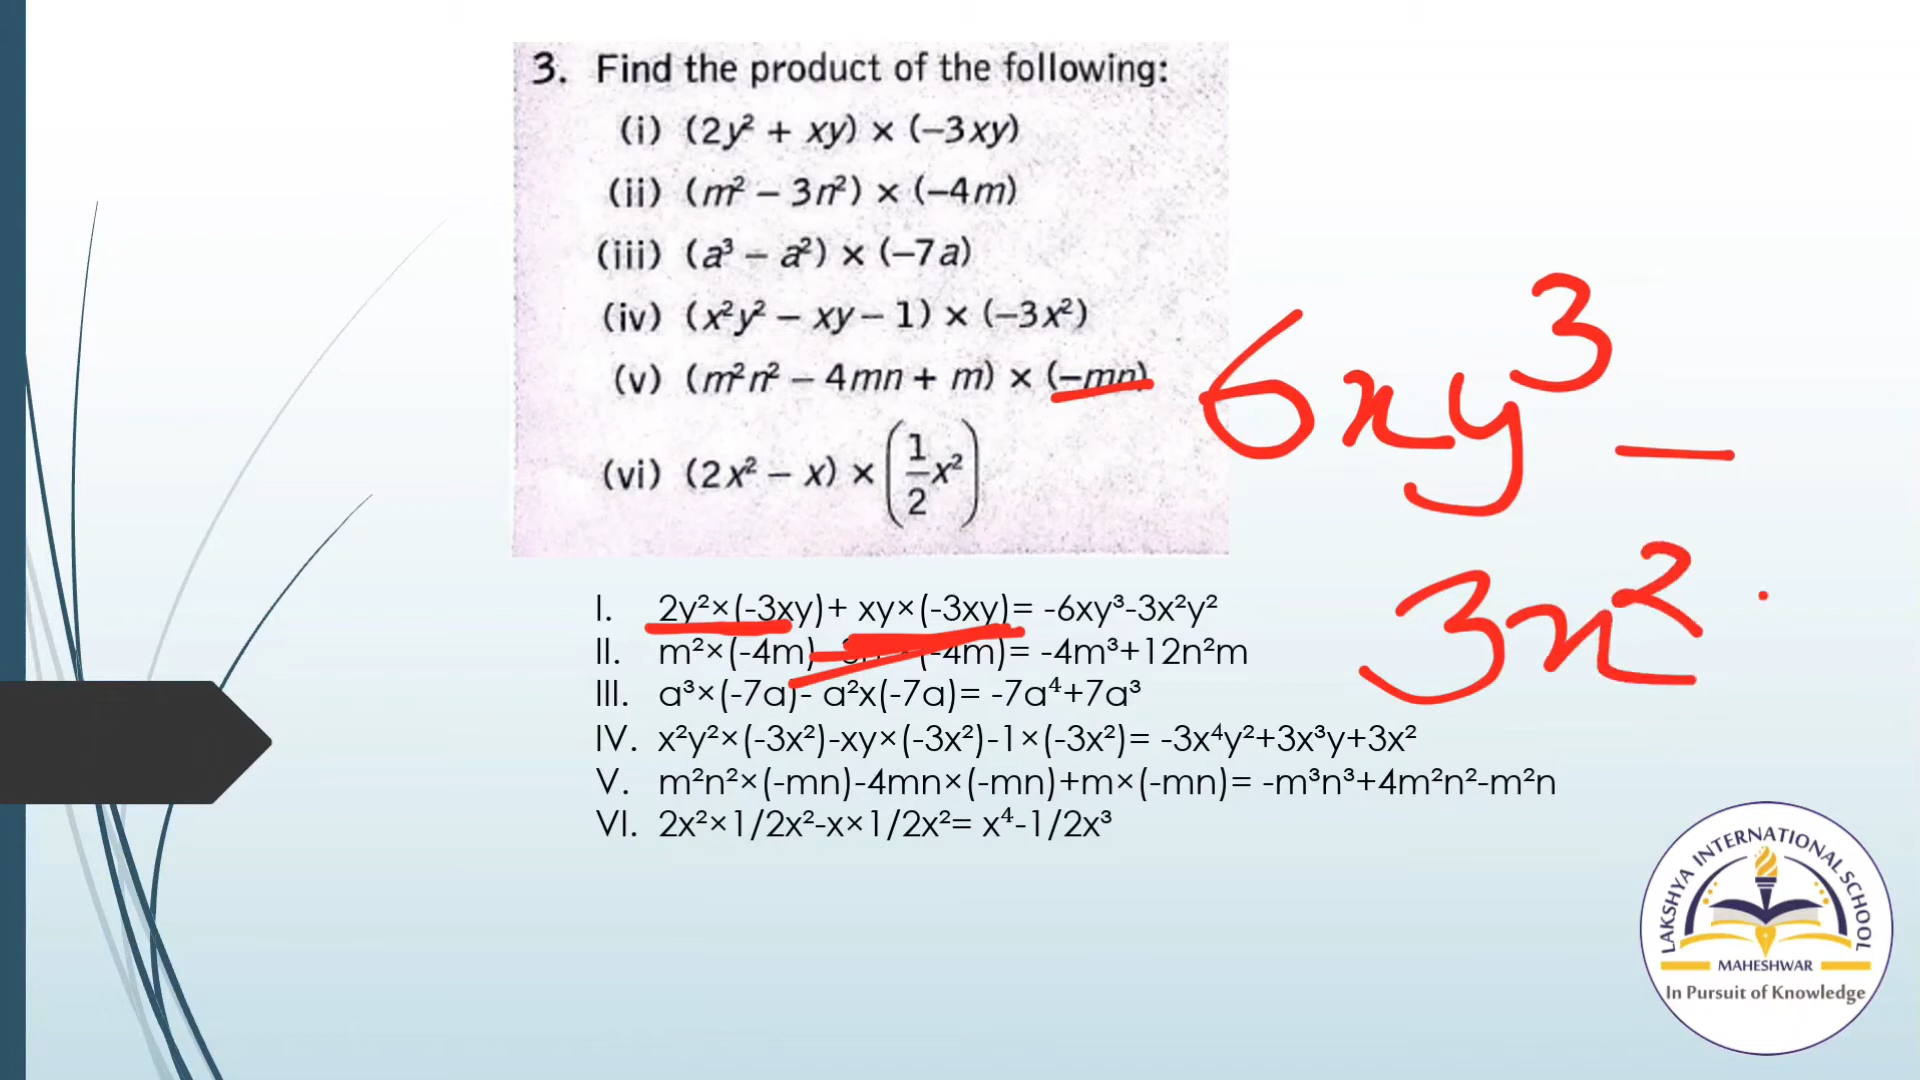 3. Find the product of the following:
(i) (2y² + xy) × (–3xy)
(ii) (m² – 3n²) × (–4m)
(iii) (a³ – a²) × (–7a)
(iv) (x²y² – xy – 1) × (–3x²)
(v) (m²n² – 4mn + m) × (–mn)
(vi) (2x² – x) × (1/2 x²)
– 6xy³ –
3x²
I. 2y²×(-3xy)+ xy×(-3xy)= -6xy³-3x²y²
II. m²×(-4m) (-4m)= -4m³+12n²m
III. a³×(-7a)- a²x(-7a)= -7a⁴+7a³
IV. x²y²×(-3x²)-xy×(-3x²)-1×(-3x²)= -3x⁴y²+3x³y+3x²
V. m²n²×(-mn)-4mn×(-mn)+m×(-mn)= -m³n³+4m²n²-m²n
VI. 2x²×1/2x²-x×1/2x²= x⁴-1/2x³
LAKSHYA INTERNATIONAL SCHOOL
MAHESHWAR
In Pursuit of Knowledge